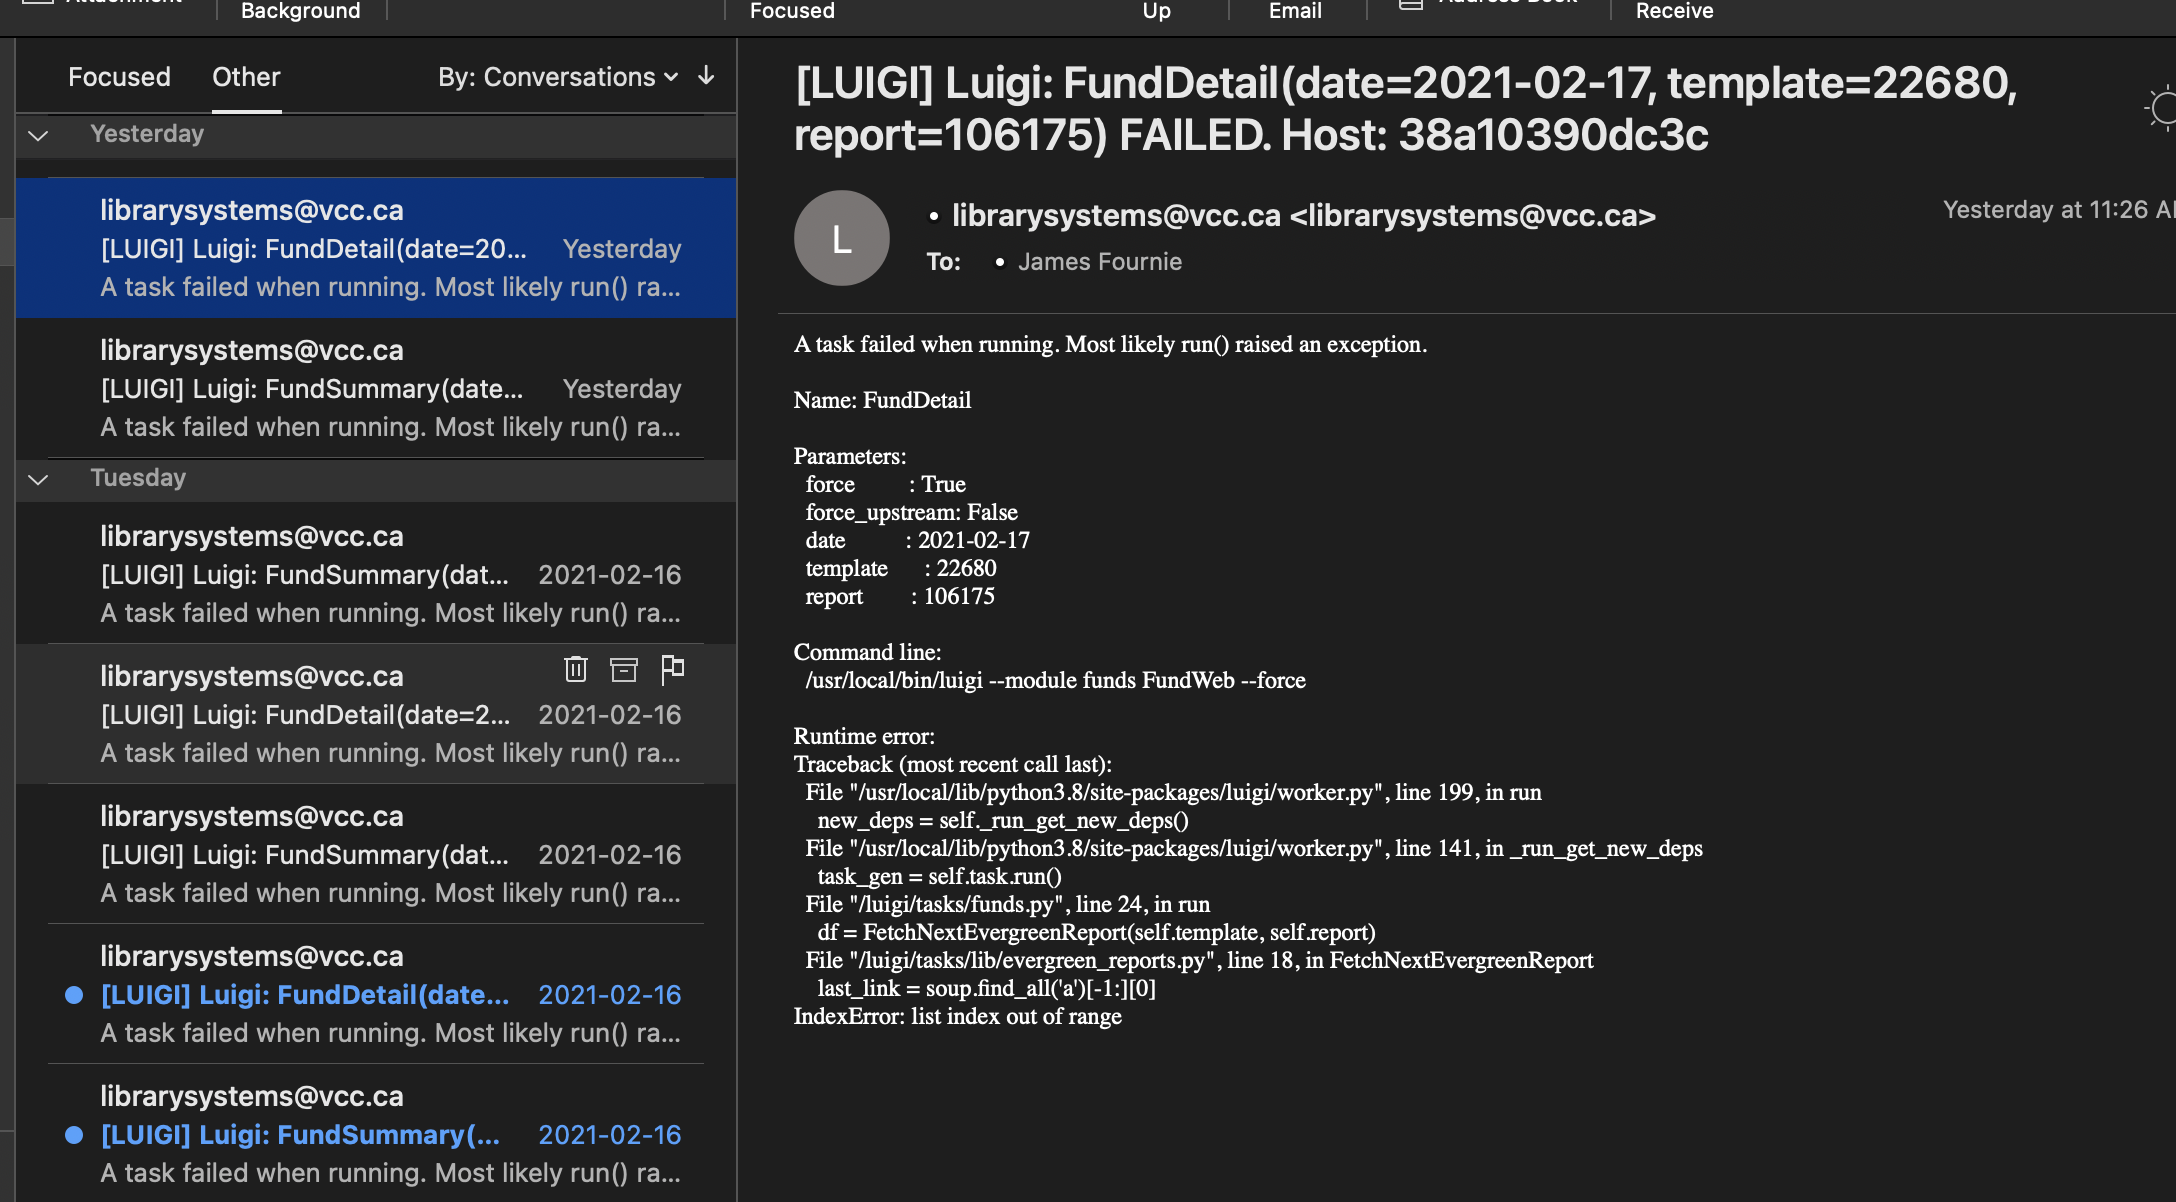 Background
Focused
Up
Email
Receive
Focused
Other
By: Conversations
Yesterday
librarysystems@vcc.ca
[LUIGI] Luigi: FundDetail(date=20... Yesterday
A task failed when running. Most likely run() ra...
librarysystems@vcc.ca
[LUIGI] Luigi: FundSummary(date... Yesterday
A task failed when running. Most likely run() ra...
Tuesday
librarysystems@vcc.ca
[LUIGI] Luigi: FundSummary(dat... 2021-02-16
A task failed when running. Most likely run() ra...
librarysystems@vcc.ca
[LUIGI] Luigi: FundDetail(date=2... 2021-02-16
A task failed when running. Most likely run() ra...
librarysystems@vcc.ca
[LUIGI] Luigi: FundSummary(dat... 2021-02-16
A task failed when running. Most likely run() ra...
librarysystems@vcc.ca
[LUIGI] Luigi: FundDetail(date... 2021-02-16
A task failed when running. Most likely run() ra...
librarysystems@vcc.ca
[LUIGI] Luigi: FundSummary(... 2021-02-16
A task failed when running. Most likely run() ra...
[LUIGI] Luigi: FundDetail(date=2021-02-17, template=22680,
report=106175) FAILED. Host: 38a10390dc3c
L
• librarysystems@vcc.ca <librarysystems@vcc.ca>
Yesterday at 11:26
To: • James Fournie
A task failed when running. Most likely run() raised an exception.
Name: FundDetail
Parameters:
force : True
force_upstream: False
date : 2021-02-17
template : 22680
report : 106175
Command line:
/usr/local/bin/luigi --module funds FundWeb --force
Runtime error:
Traceback (most recent call last):
File "/usr/local/lib/python3.8/site-packages/luigi/worker.py", line 199, in run
new_deps = self._run_get_new_deps()
File "/usr/local/lib/python3.8/site-packages/luigi/worker.py", line 141, in _run_get_new_deps
task_gen = self.task.run()
File "/luigi/tasks/funds.py", line 24, in run
df = FetchNextEvergreenReport(self.template, self.report)
File "/luigi/tasks/lib/evergreen_reports.py", line 18, in FetchNextEvergreenReport
last_link = soup.find_all('a')[-1:][0]
IndexError: list index out of range